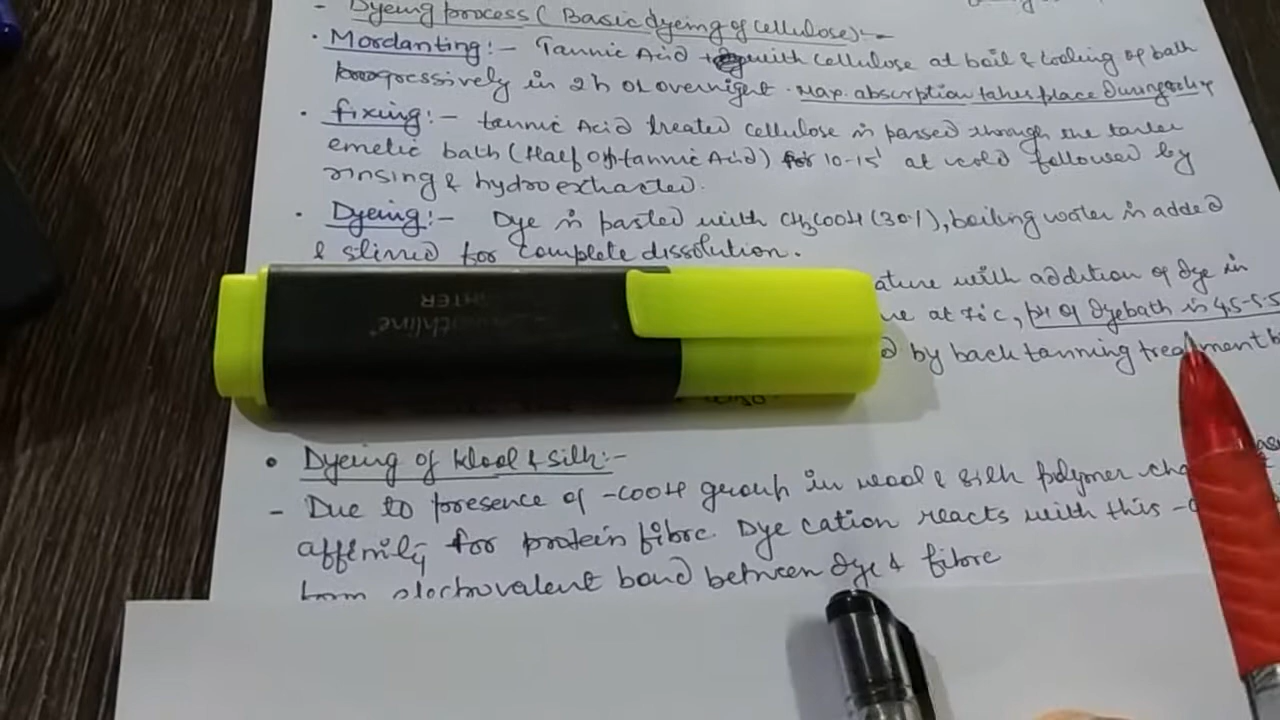 - Dyeing process (Basic dyeing of cellulose):-
• Mordanting:- Tannic Acid with cellulose at boil & cooling of bath
progressively in 2h or overnight. Max. absorption takes place during
• fixing:- tannic Acid treated cellulose is passed through the tarter
emetic bath (Half of tannic Acid) for 10-15' at cold followed by
rinsing & hydroextracted.
• Dyeing:- Dye is pasted with CH3COOH (30%), boiling water is added
& stirred for complete dissolution.
ature with addition of dye in
at 70°c, pH of dyebath is 4.5-5.5
by back tanning treatment
• Dyeing of Wool & silk:-
- Due to presence of -COOH group in wool & silk polymer cha
affinity for protein fibre. Dye cation reacts with this -
form electrovalent bond between dye & fibre